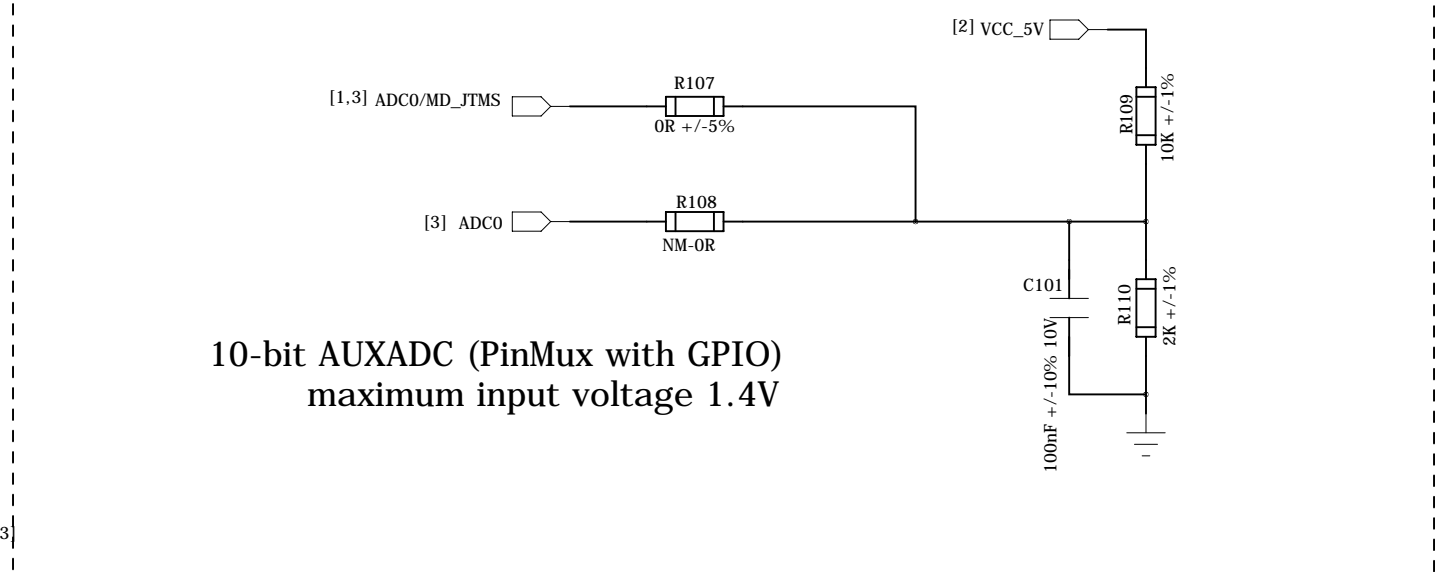 [2] VCC_5V
[1,3] ADC0/MD_JTMS
R107
0R +/-5%
R109
10K +/-1%
[3] ADC0
R108
NM-0R
C101
100nF +/-10% 10V
R110
2K +/-1%
10-bit AUXADC (PinMux with GPIO)
maximum input voltage 1.4V
3]